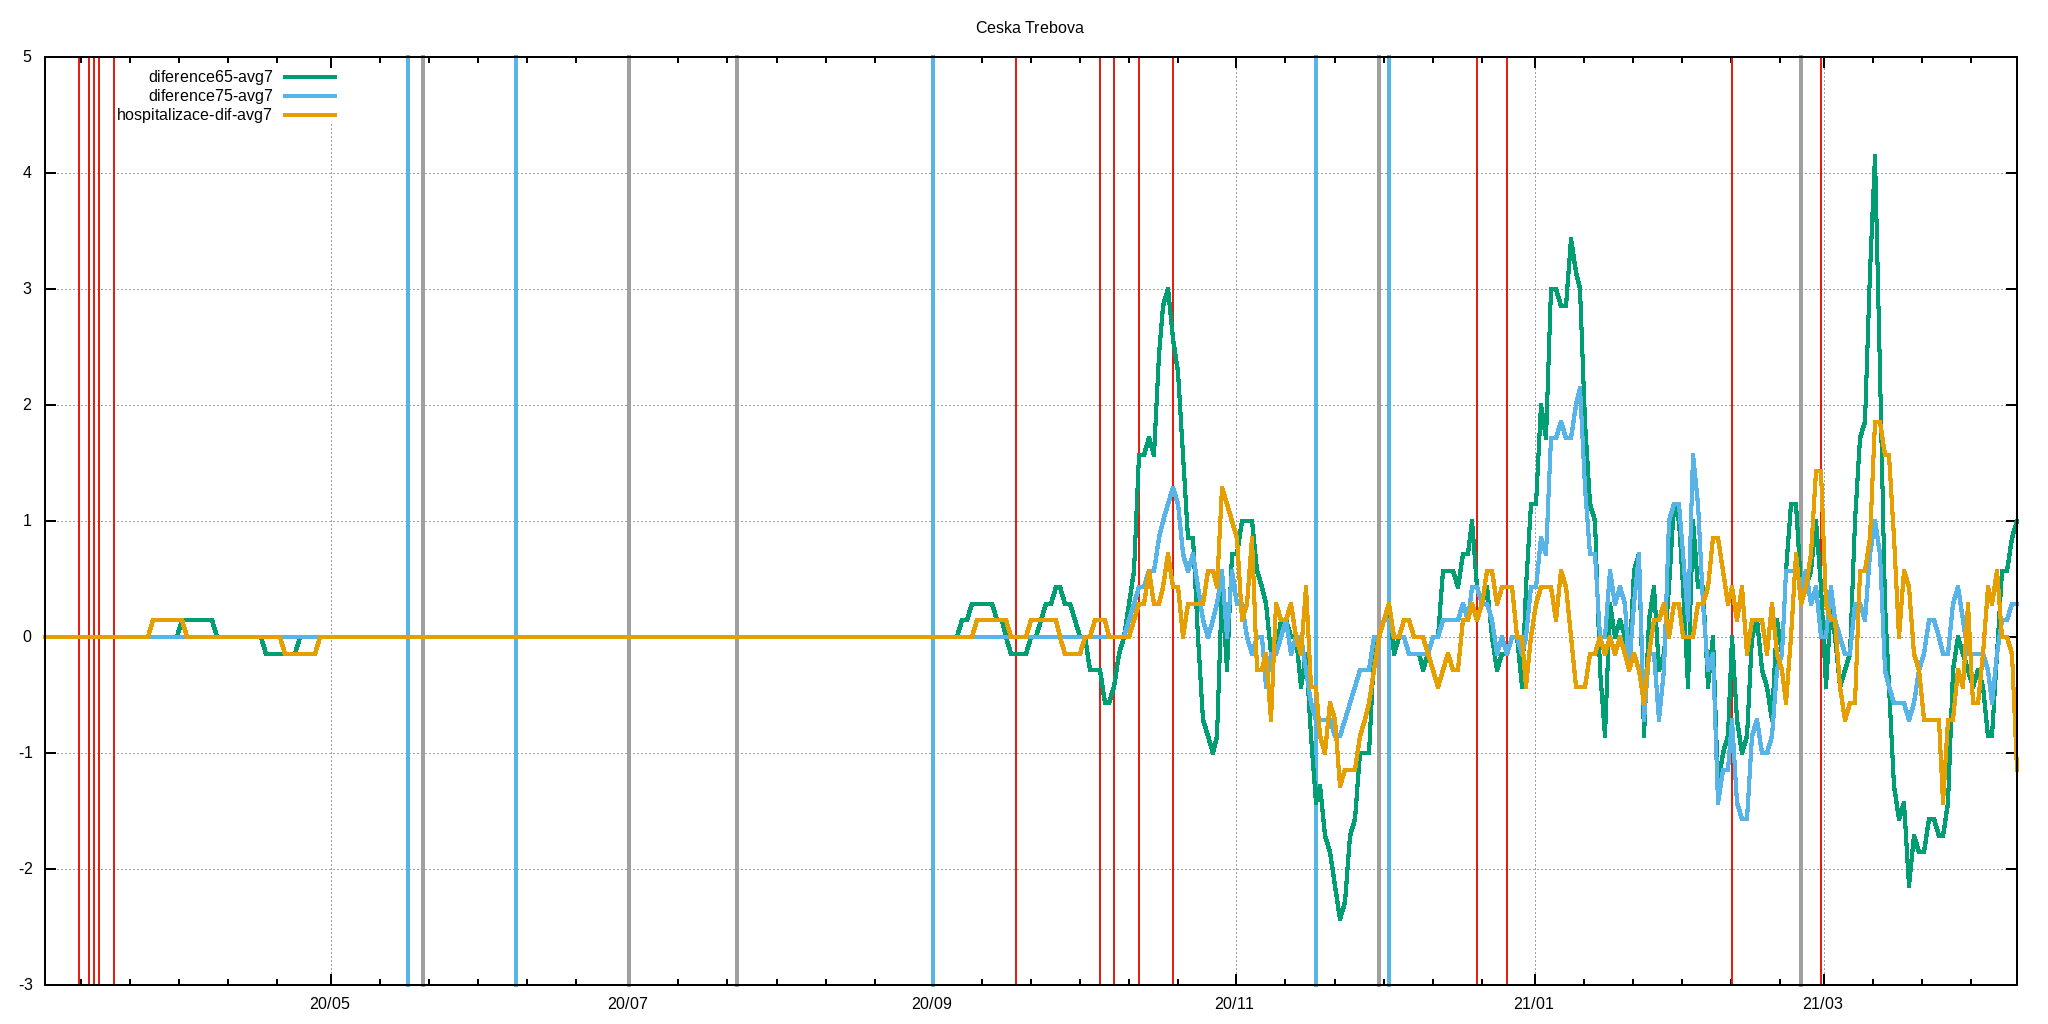 Ceska Trebova
diference65-avg7
diference75-avg7
hospitalizace-dif-avg7
5
4
3
2
1
0
-1
-2
-3
20/05 20/07 20/09 20/11 21/01 21/03